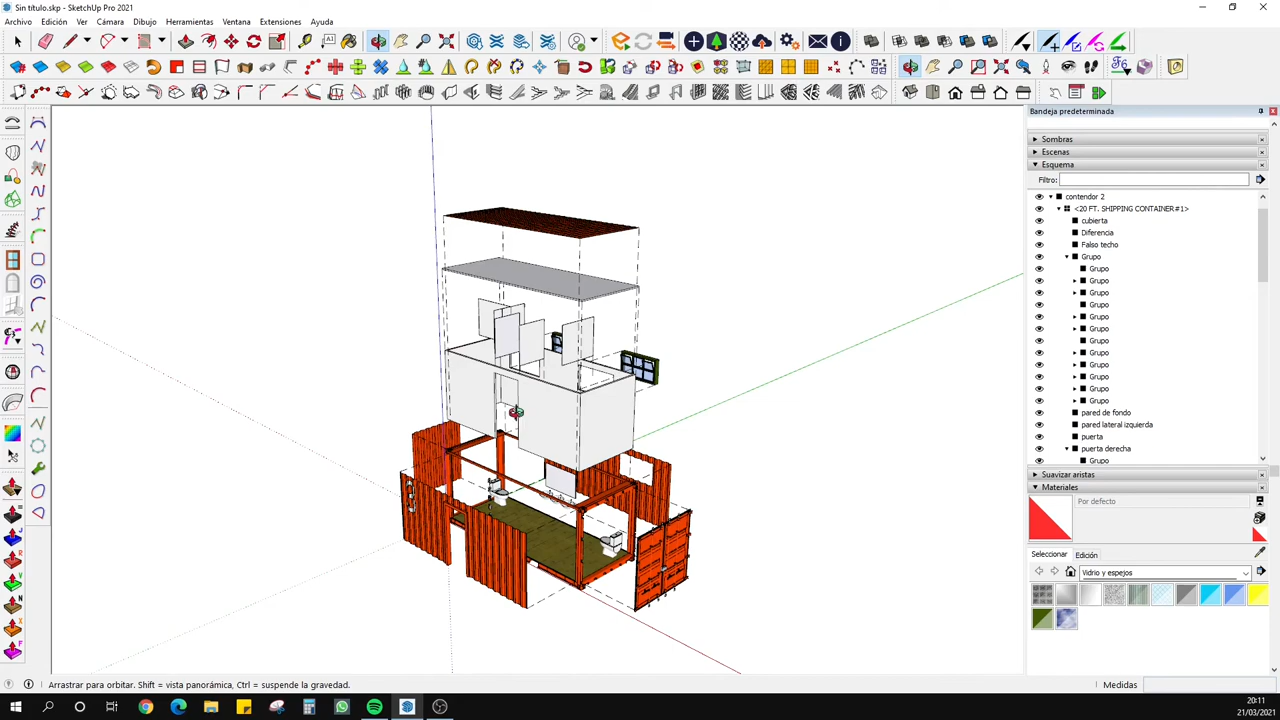 Sin título.skp - SketchUp Pro 2021
Archivo Edición Ver Cámara Dibujo Herramientas Ventana Extensiones Ayuda
Bandeja predeterminada
Sombras
Escenas
Esquema
Filtro:
contendor 2
<20 FT. SHIPPING CONTAINER#1>
cubierta
Diferencia
Falso techo
Grupo
Grupo
Grupo
Grupo
Grupo
Grupo
Grupo
Grupo
Grupo
Grupo
Grupo
Grupo
Grupo
pared de fondo
pared lateral izquierda
puerta
puerta derecha
Grupo
Suavizar aristas
Materiales
Por defecto
Seleccionar Edición
Vidrio y espejos
Arrastrar para orbitar. Shift = vista panorámica, Ctrl = suspende la gravedad.
Medidas
20:11
21/03/2021